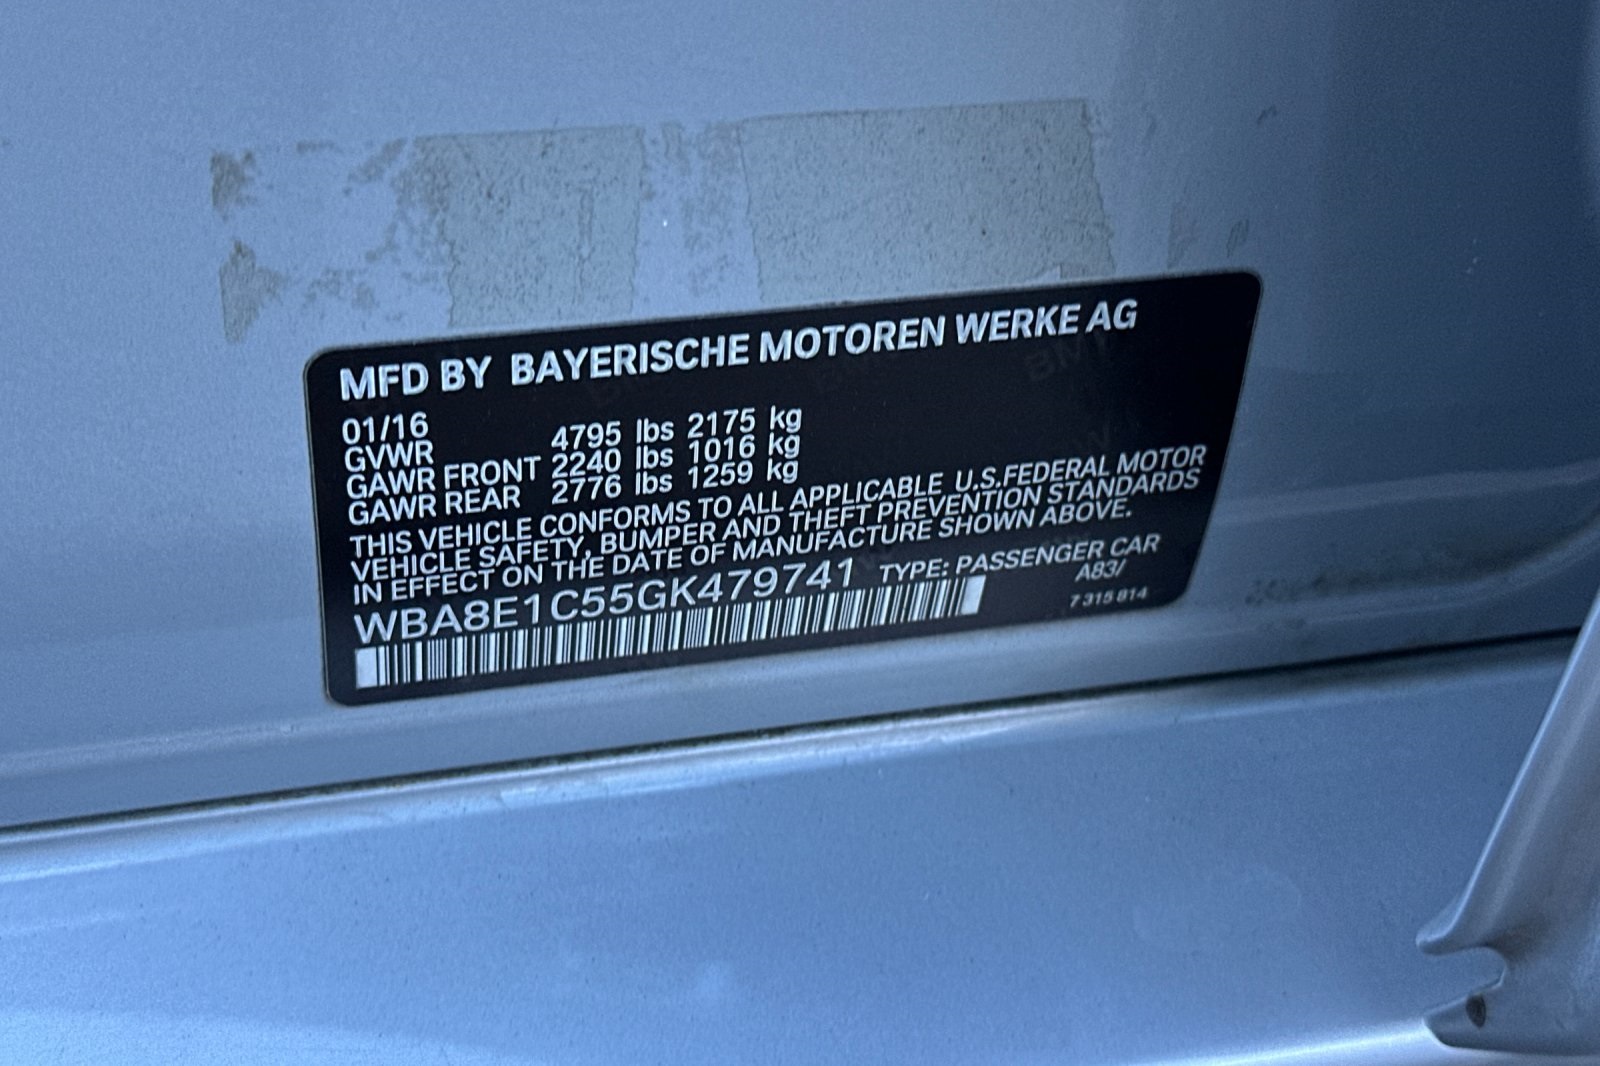 MFD BY BAYERISCHE MOTOREN WERKE AG
01/16
GVWR 4795 lbs 2175 kg
GAWR FRONT 2240 lbs 1016 kg
GAWR REAR 2776 lbs 1259 kg
THIS VEHICLE CONFORMS TO ALL APPLICABLE U.S.FEDERAL MOTOR
VEHICLE SAFETY, BUMPER AND THEFT PREVENTION STANDARDS
IN EFFECT ON THE DATE OF MANUFACTURE SHOWN ABOVE.
WBA8E1C55GK479741 TYPE: PASSENGER CAR
A83/
7 315 814